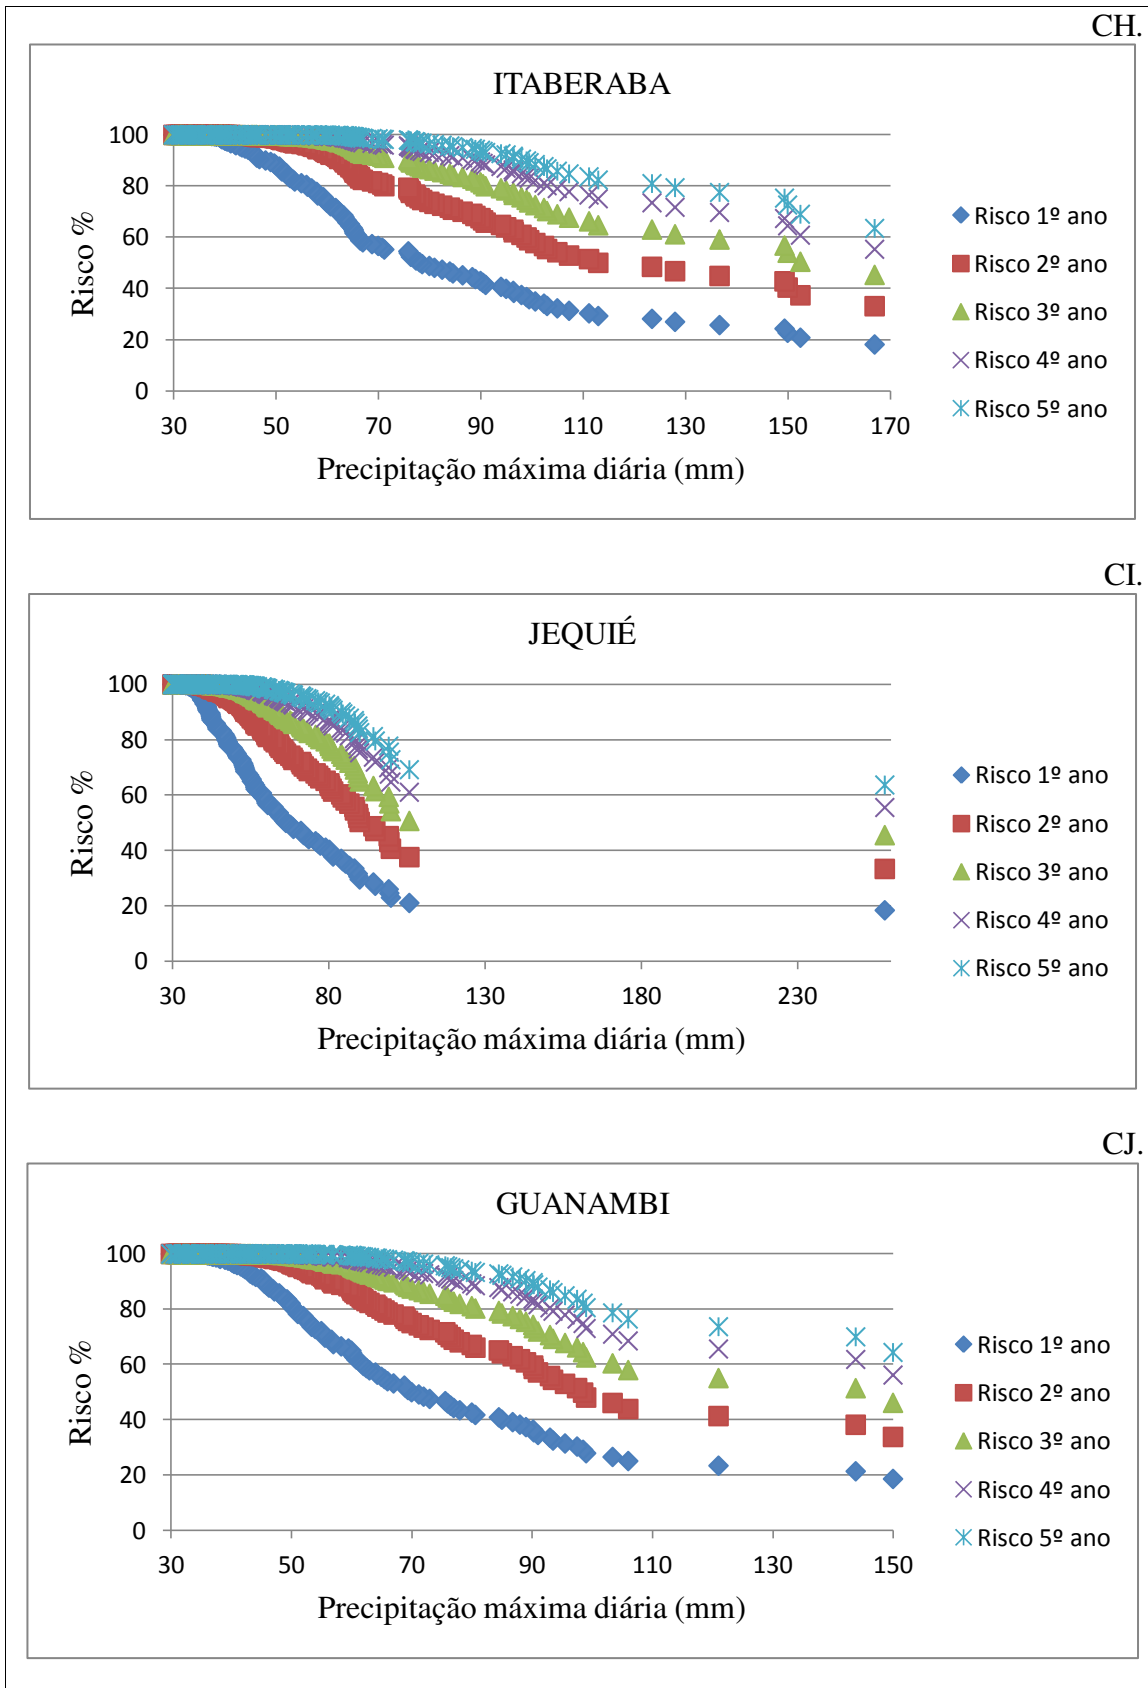 CH.
ITABERABA
Risco %
100
80
60
40
20
0
30 50 70 90 110 130 150 170
Precipitação máxima diária (mm)
Risco 1º ano
Risco 2º ano
Risco 3º ano
Risco 4º ano
Risco 5º ano
CI.
JEQUIÉ
Risco %
100
80
60
40
20
0
30 80 130 180 230
Precipitação máxima diária (mm)
Risco 1º ano
Risco 2º ano
Risco 3º ano
Risco 4º ano
Risco 5º ano
CJ.
GUANAMBI
Risco %
100
80
60
40
20
0
30 50 70 90 110 130 150
Precipitação máxima diária (mm)
Risco 1º ano
Risco 2º ano
Risco 3º ano
Risco 4º ano
Risco 5º ano